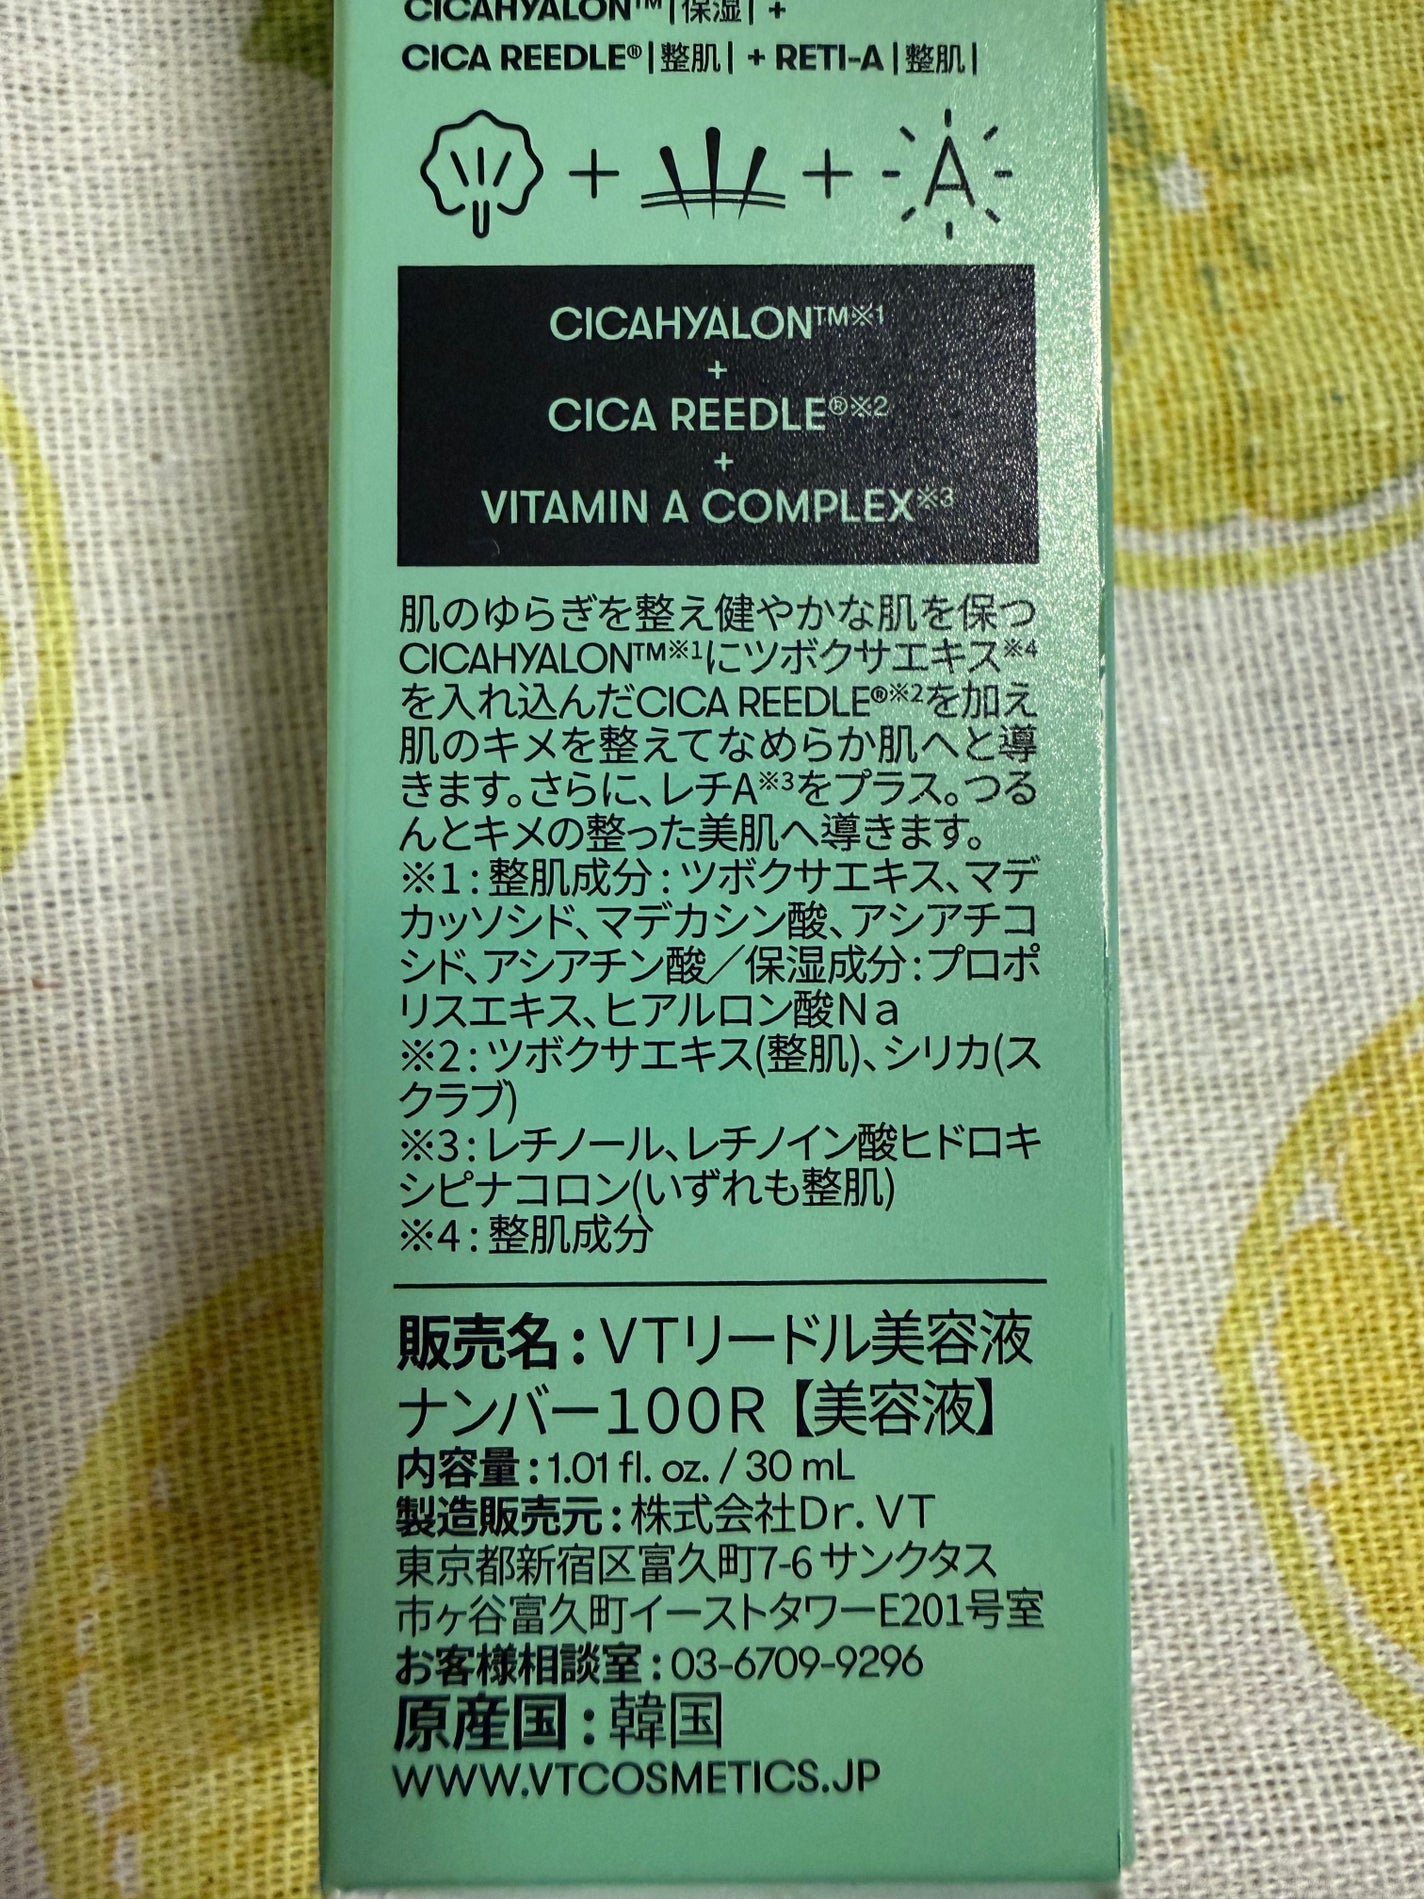 CICAHYALON™|保湿| +
CICA REEDLE®|整肌| + RETI-A |整肌|
+ + A
CICAHYALON™※1
+
CICA REEDLE®※2
+
VITAMIN A COMPLEX※3
肌のゆらぎを整え健やかな肌を保つ
CICAHYALON™※1にツボクサエキス※4
を入れ込んだCICA REEDLE®※2を加え
肌のキメを整えてなめらか肌へと導
きます。さらに、レチA※3をプラス。つる
んとキメの整った美肌へ導きます。
※1:整肌成分:ツボクサエキス、マデ
カッソシド、マデカシン酸、アシアチコ
シド、アシアチン酸／保湿成分:プロポ
リスエキス、ヒアルロン酸Na
※2:ツボクサエキス(整肌)、シリカ(ス
クラブ)
※3:レチノール、レチノイン酸ヒドロキ
シピナコロン(いずれも整肌)
※4:整肌成分
販売名:VTリードル美容液
ナンバー100R【美容液】
内容量:1.01 fl. oz. / 30 mL
製造販売元:株式会社Dr. VT
東京都新宿区富久町7-6 サンクタス
市ヶ谷富久町イーストタワーE201号室
お客様相談室:03-6709-9296
原産国:韓国
WWW.VTCOSMETICS.JP